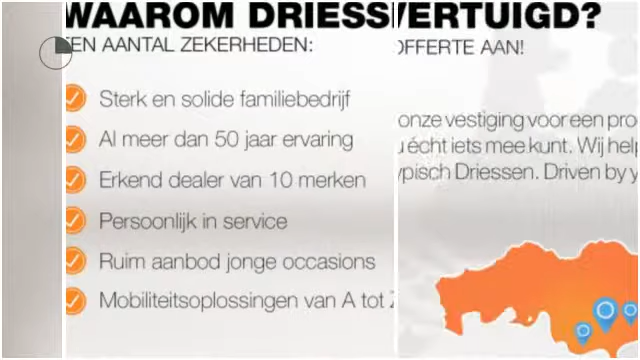 WAAROM DRIESS
EEN AANTAL ZEKERHEDEN:
Sterk en solide familiebedrijf
Al meer dan 50 jaar ervaring
Erkend dealer van 10 merken
Persoonlijk in service
Ruim aanbod jonge occasions
Mobiliteitsoplossingen van A tot Z
VERTUIGD?
OFFERTE AAN!
onze vestiging voor een pro
u écht iets mee kunt. Wij help
ypisch Driessen. Driven by y